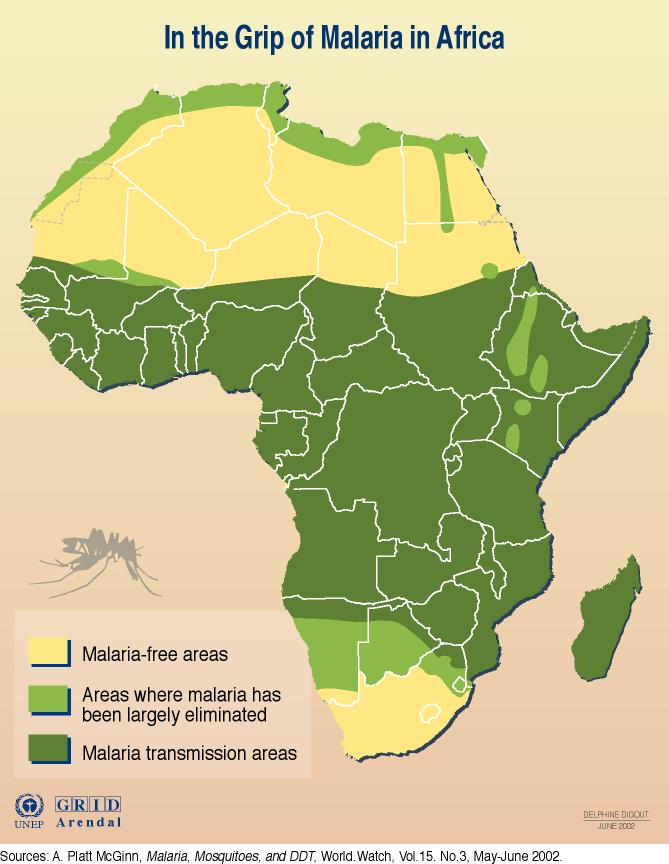 In the Grip of Malaria in Africa
Malaria-free areas
Areas where malaria has
been largely eliminated
Malaria transmission areas
UNEP
GRID
Arendal
DELPHINE DIGOUT
JUNE 2002
Sources: A. Platt McGinn, Malaria, Mosquitoes, and DDT, World.Watch, Vol.15. No.3, May-June 2002.